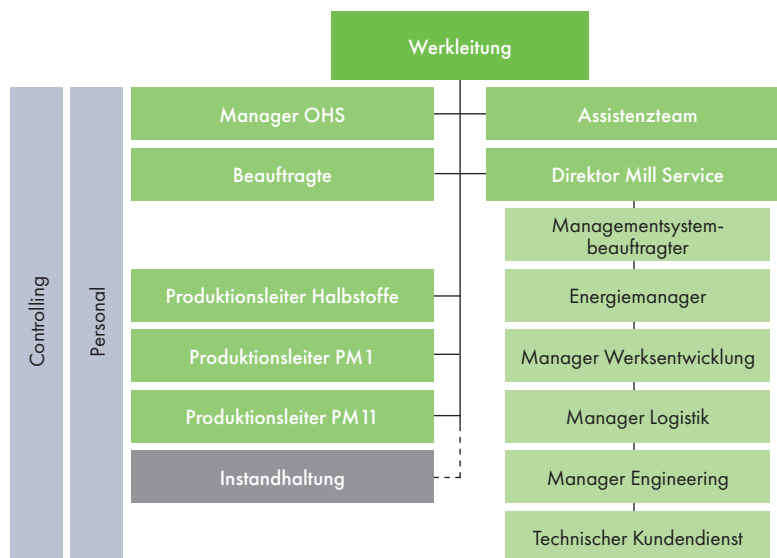 Werkleitung
Controlling
Personal
Manager OHS
Assistenzteam
Beauftragte
Direktor Mill Service
Managementsystem-
beauftragter
Produktionsleiter Halbstoffe
Energiemanager
Produktionsleiter PM1
Manager Werksentwicklung
Produktionsleiter PM11
Manager Logistik
Instandhaltung
Manager Engineering
Technischer Kundendienst